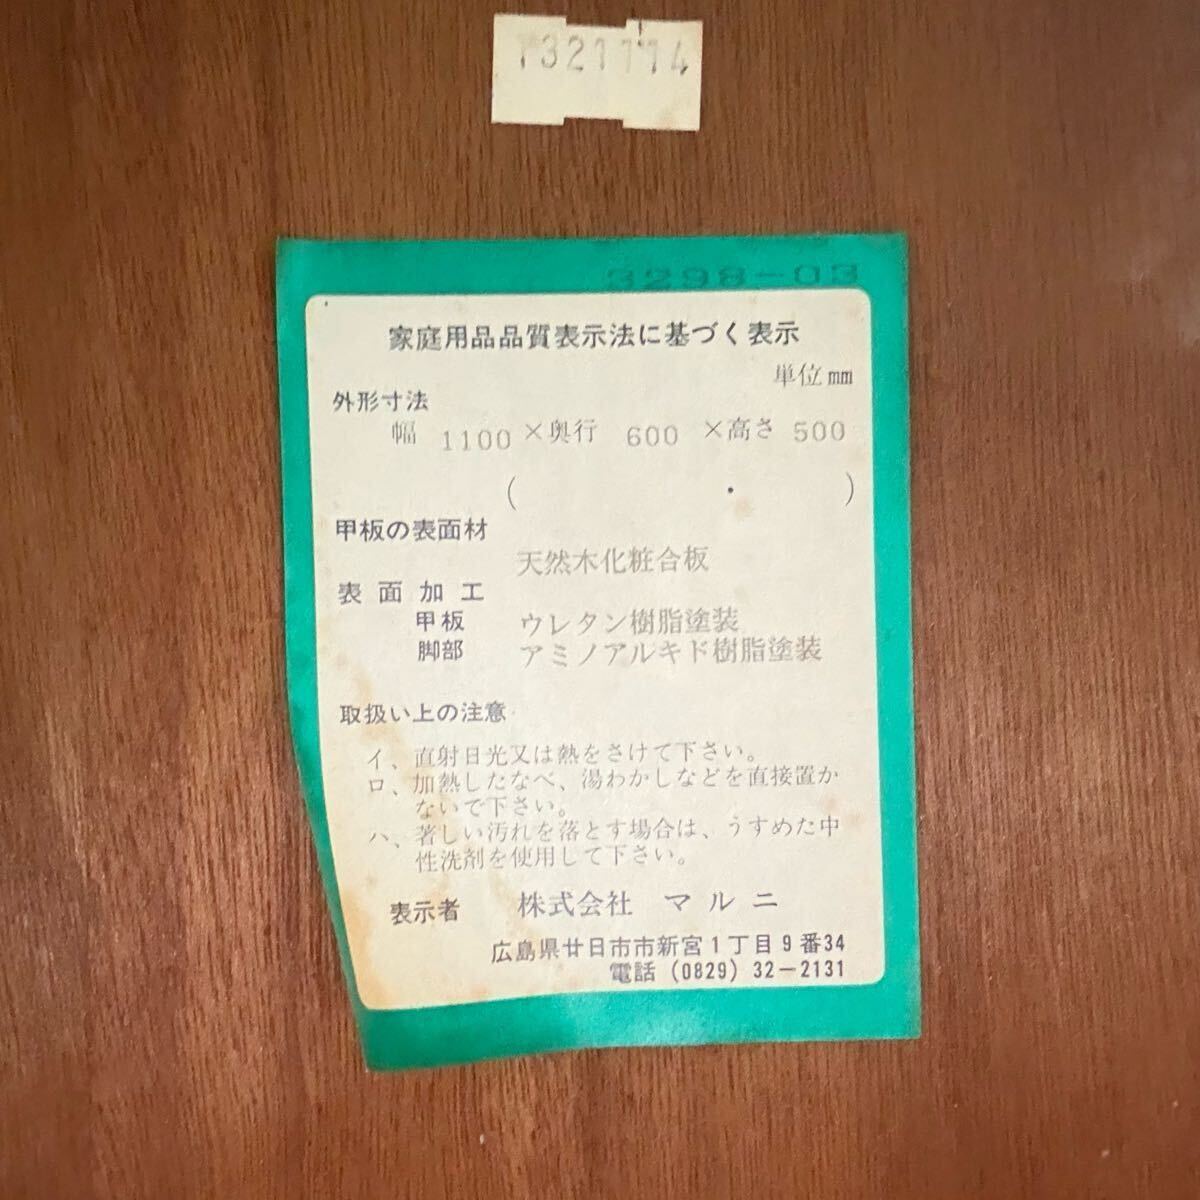 1321114
3298-03
家庭用品品質表示法に基づく表示
単位mm
外形寸法
幅 1100 ×奥行 600 ×高さ 500
( ・ )
甲板の表面材
天然木化粧合板
表面加工
甲板 ウレタン樹脂塗装
脚部 アミノアルキド樹脂塗装
取扱い上の注意
イ、直射日光又は熱をさけて下さい。
ロ、加熱したなべ、湯わかしなどを直接置か
ないで下さい。
ハ、著しい汚れを落とす場合は、うすめた中
性洗剤を使用して下さい。
表示者 株式会社 マルニ
広島県廿日市市新宮1丁目9番34
電話(0829)32-2131